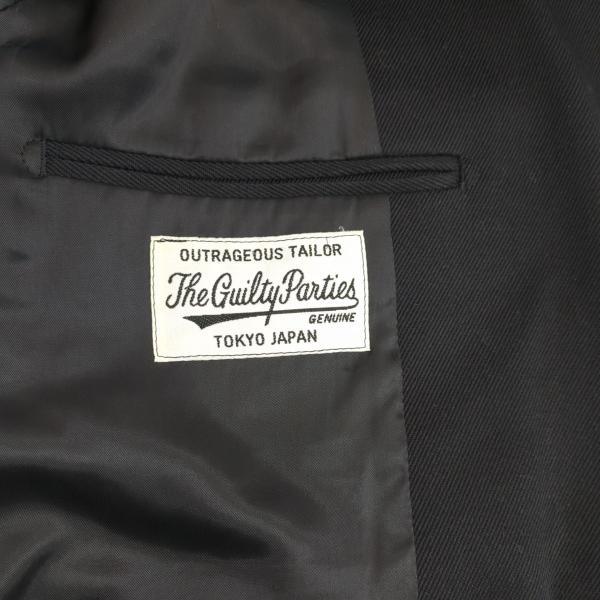 OUTRAGEOUS TAILOR
The Guilty Parties
GENUINE
TOKYO JAPAN